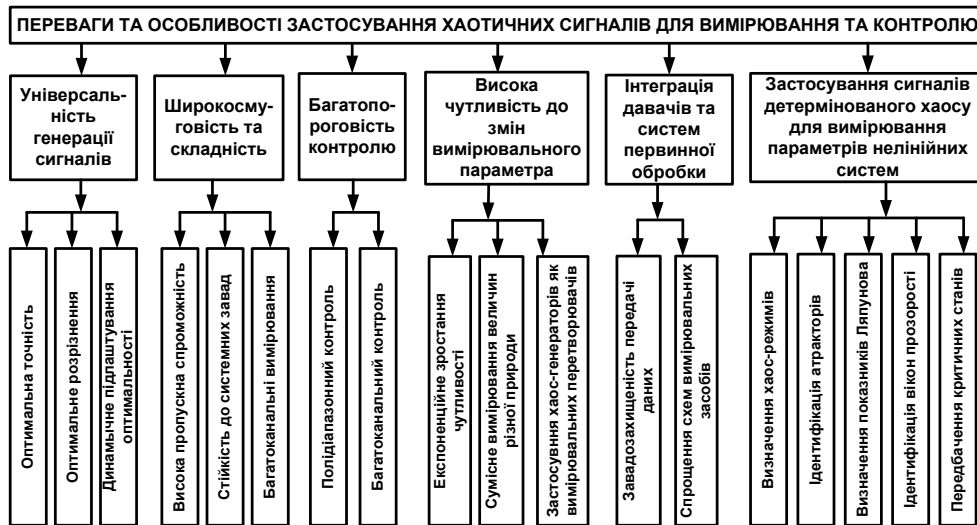 ПЕРЕВАГИ ТА ОСОБЛИВОСТІ ЗАСТОСУВАННЯ ХАОТИЧНИХ СИГНАЛІВ ДЛЯ ВИМІРЮВАННЯ ТА КОНТРОЛЮ
Універсаль-
ність
генерації
сигналів
Широкосму-
говість та
складність
Багатопо-
роговість
контролю
Висока
чутливість до
змін
вимірювального
параметра
Інтеграція
давачів та
систем
первинної
обробки
Застосування сигналів
детермінованого хаосу
для вимірювання
параметрів нелінійних
систем
Оптимальна точність
Оптимальне розрізнення
Динамычне підлаштування
оптимальності
Висока пропускна спроможність
Стійкість до системних завад
Багатоканальні вимірювання
Полідіапазонний контроль
Багатоканальний контроль
Експоненційне зростання
чутливості
Сумісне вимірювання величин
різної природи
Застосувння хаос-генераторів як
вимірювальних перетворювачів
Завадозахищеність передачі
даних
Спрощення схем вимірювальних
засобів
Визначення хаос-режимів
Ідентифікація атракторів
Визначення показників Ляпунова
Ідентифікація вікон прозорості
Передбачення критичних станів